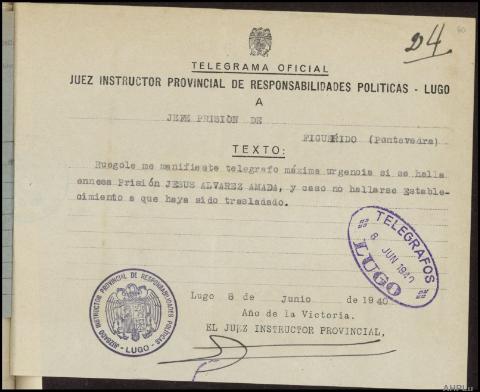 24
TELEGRAMA OFICIAL
JUEZ INSTRUCTOR PROVINCIAL DE RESPONSABILIDADES POLITICAS - LUGO
A
JEFE PRISIÓN DE
FIGUERIDO (Pontevedra)
TEXTO:
Ruegole me manifieste telegrafo máxima urgencia si se halla
ennesa Prisión JESUS ALVAREZ AMADA, y caso no hallarse Estable-
cimiento a que haya sido trasladado.
TELEGRAFOS
8 JUN 1940
LUGO
Lugo 8 de Junio de 1940
Año de la Victoria.
EL JUEZ INSTRUCTOR PROVINCIAL,
JUZGADO INSTRUCTOR PROVINCIAL DE RESPONSABILIDADES POLITICAS
- LUGO -
AHPLu